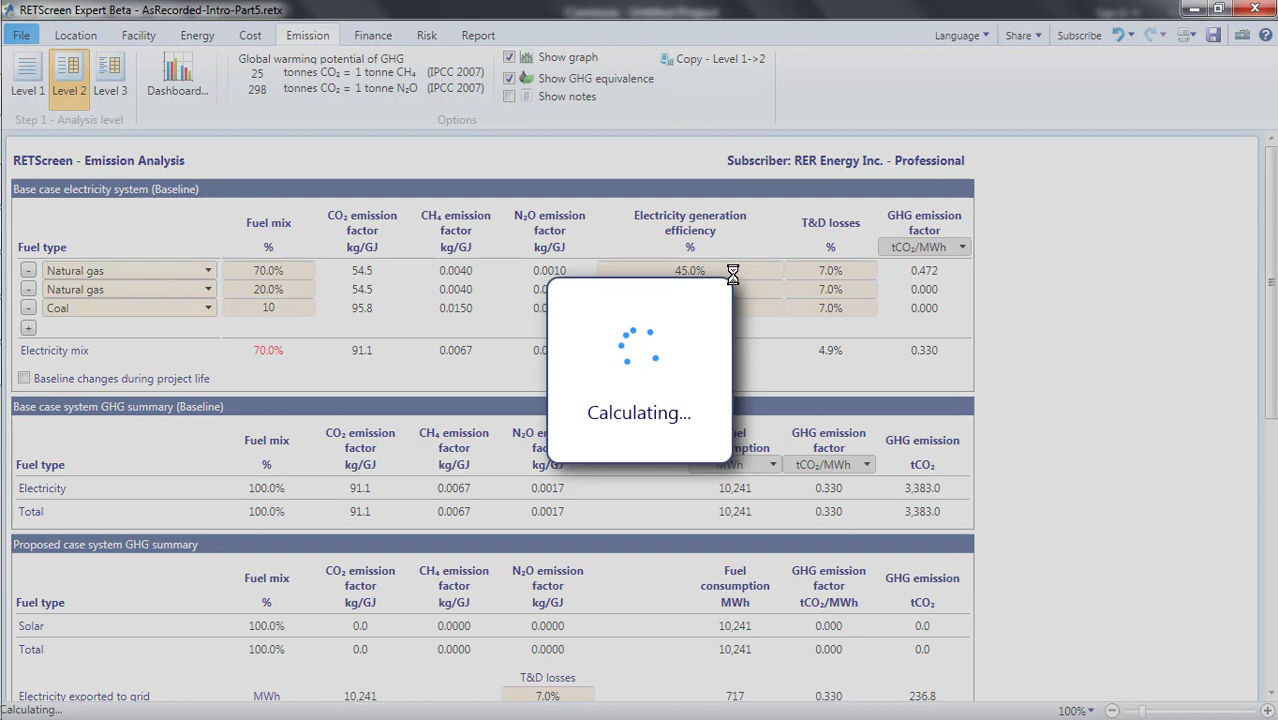 RETScreen Expert Beta - AsRecorded-Intro-Part5.retx
File Location Facility Energy Cost Emission Finance Risk Report Language Share Subscribe
Level 1 Level 2 Level 3
Step 1 - Analysis level
Dashboard...
Global warming potential of GHG
25 tonnes CO₂ = 1 tonne CH₄ (IPCC 2007)
298 tonnes CO₂ = 1 tonne N₂O (IPCC 2007)
Show graph
Show GHG equivalence
Show notes
Copy - Level 1->2
Options
RETScreen - Emission Analysis Subscriber: RER Energy Inc. - Professional
Base case electricity system (Baseline)
Fuel mix CO₂ emission factor CH₄ emission factor N₂O emission factor Electricity generation efficiency T&D losses GHG emission factor
Fuel type % kg/GJ kg/GJ kg/GJ % % tCO₂/MWh
- Natural gas 70.0% 54.5 0.0040 0.0010 45.0% 7.0% 0.472
- Natural gas 20.0% 54.5 0.0040 7.0% 0.000
- Coal 10 95.8 0.0150 7.0% 0.000
+
Electricity mix 70.0% 91.1 0.0067 4.9% 0.330
Baseline changes during project life
Calculating...
Base case system GHG summary (Baseline)
Fuel mix CO₂ emission factor CH₄ emission factor consumption GHG emission factor GHG emission
Fuel type % kg/GJ kg/GJ kg/GJ MWh tCO₂/MWh tCO₂
Electricity 100.0% 91.1 0.0067 0.0017 10,241 0.330 3,383.0
Total 100.0% 91.1 0.0067 0.0017 10,241 0.330 3,383.0
Proposed case system GHG summary
Fuel mix CO₂ emission factor CH₄ emission factor N₂O emission factor Fuel consumption GHG emission factor GHG emission
Fuel type % kg/GJ kg/GJ kg/GJ MWh tCO₂/MWh tCO₂
Solar 100.0% 0.0 0.0000 0.0000 10,241 0.000 0.0
Total 100.0% 0.0 0.0000 0.0000 10,241 0.000 0.0
T&D losses
Electricity exported to grid MWh 10,241 7.0% 717 0.330 236.8
Calculating... 100%